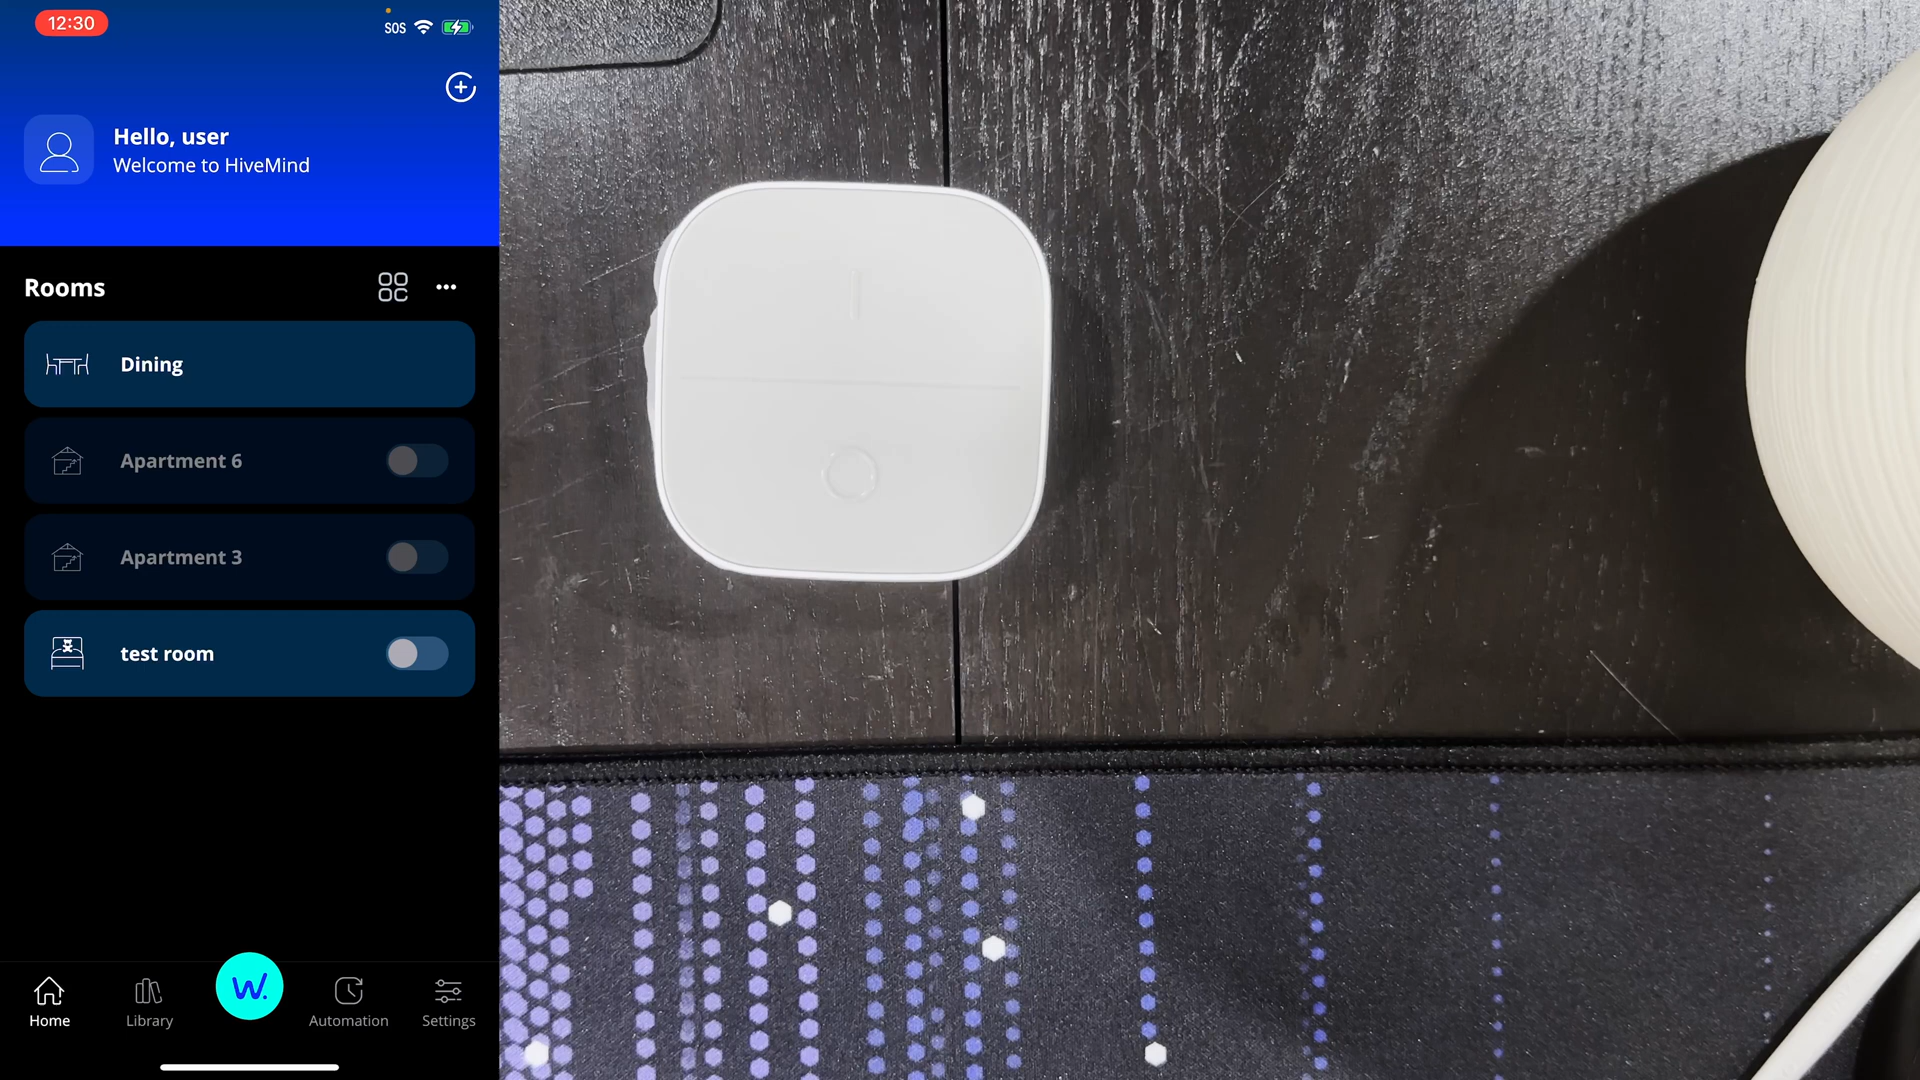 12:30
SOS
Hello, user
Welcome to HiveMind
Rooms
Dining
Apartment 6
Apartment 3
test room
W.
Home
Library
Automation
Settings